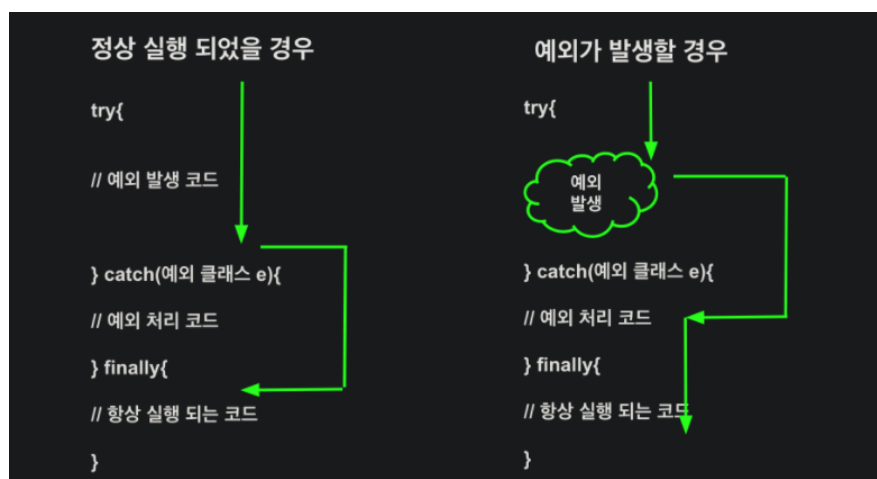 정상 실행 되었을 경우
try{
// 예외 발생 코드
} catch(예외 클래스 e){
// 예외 처리 코드
} finally{
// 항상 실행 되는 코드
}
예외가 발생할 경우
try{
예외
발생
} catch(예외 클래스 e){
// 예외 처리 코드
} finally{
// 항상 실행 되는 코드
}